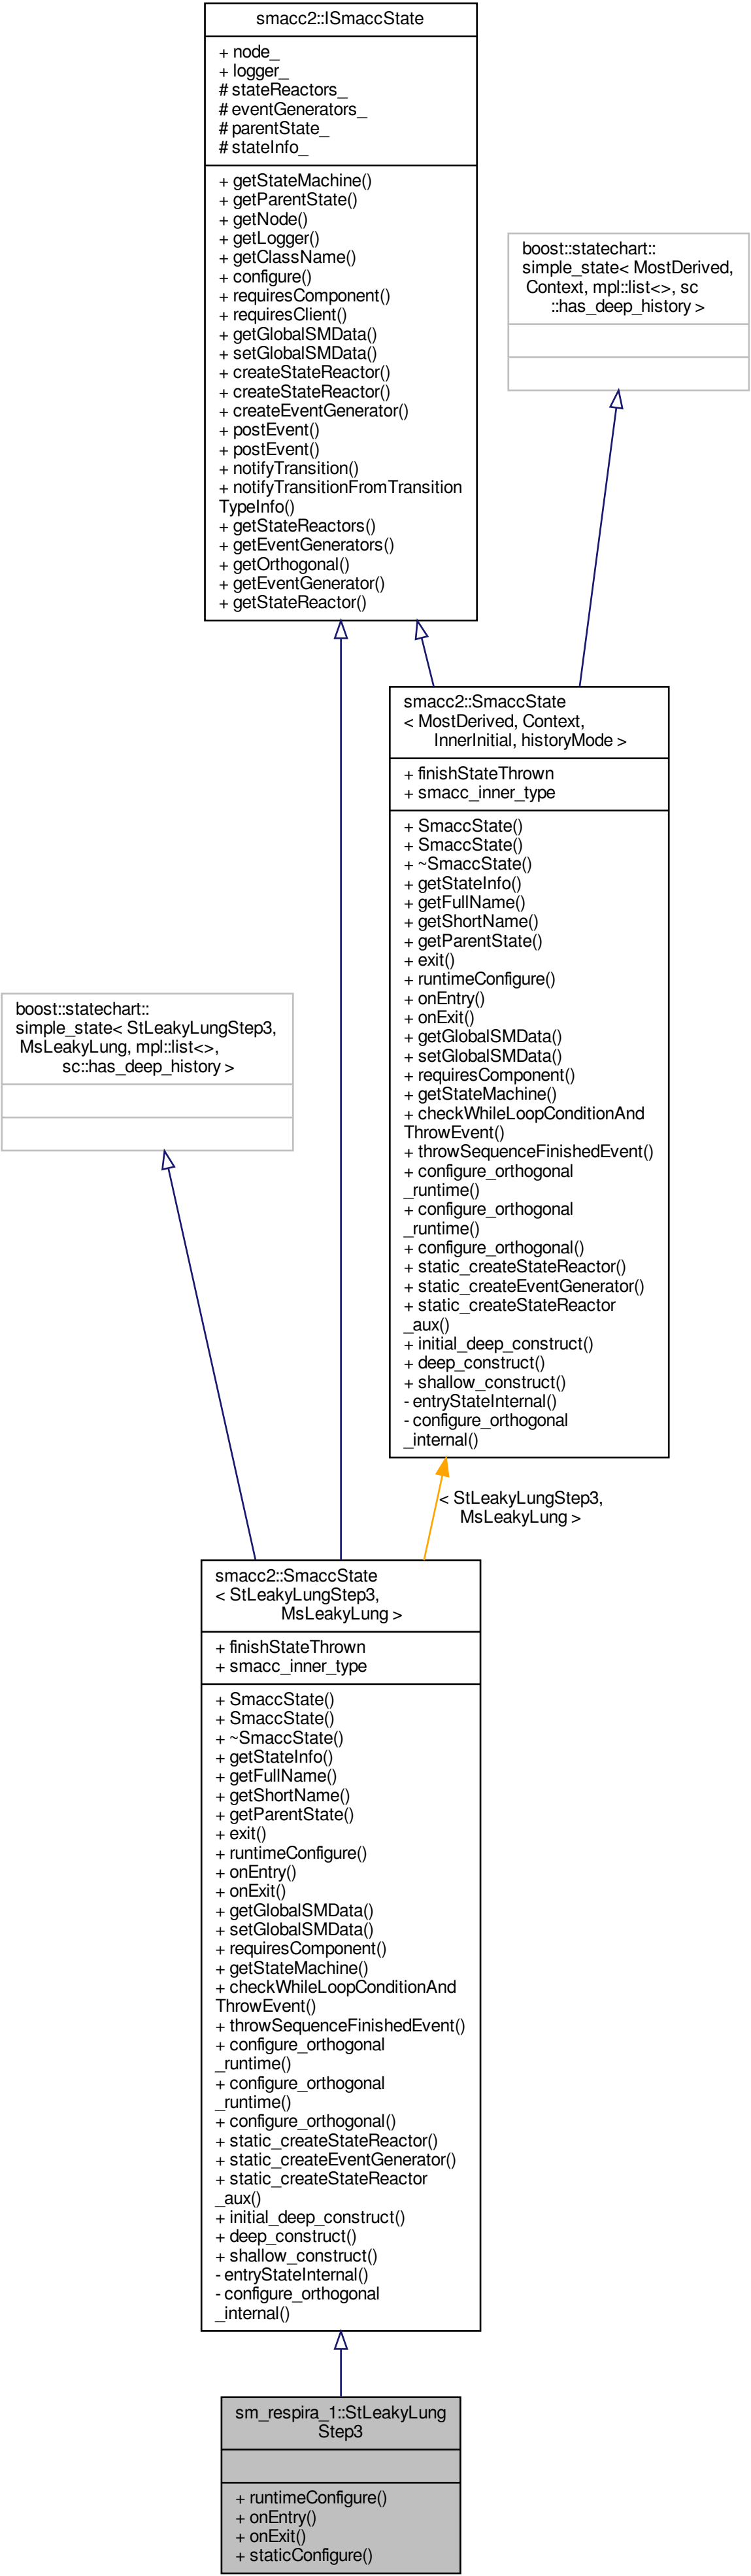 smacc2::ISmaccState
+ node_
+ logger_
# stateReactors_
# eventGenerators_
# parentState_
# stateInfo_
+ getStateMachine()
+ getParentState()
+ getNode()
+ getLogger()
+ getClassName()
+ configure()
+ requiresComponent()
+ requiresClient()
+ getGlobalSMData()
+ setGlobalSMData()
+ createStateReactor()
+ createStateReactor()
+ createEventGenerator()
+ postEvent()
+ postEvent()
+ notifyTransition()
+ notifyTransitionFromTransition
TypeInfo()
+ getStateReactors()
+ getEventGenerators()
+ getOrthogonal()
+ getEventGenerator()
+ getStateReactor()
boost::statechart::
simple_state< MostDerived,
Context, mpl::list<>, sc
::has_deep_history >
smacc2::SmaccState
< MostDerived, Context,
InnerInitial, historyMode >
+ finishStateThrown
+ smacc_inner_type
+ SmaccState()
+ SmaccState()
+ ~SmaccState()
+ getStateInfo()
+ getFullName()
+ getShortName()
+ getParentState()
+ exit()
+ runtimeConfigure()
+ onEntry()
+ onExit()
+ getGlobalSMData()
+ setGlobalSMData()
+ requiresComponent()
+ getStateMachine()
+ checkWhileLoopConditionAnd
ThrowEvent()
+ throwSequenceFinishedEvent()
+ configure_orthogonal
_runtime()
+ configure_orthogonal
_runtime()
+ configure_orthogonal()
+ static_createStateReactor()
+ static_createEventGenerator()
+ static_createStateReactor
_aux()
+ initial_deep_construct()
+ deep_construct()
+ shallow_construct()
- entryStateInternal()
- configure_orthogonal
_internal()
boost::statechart::
simple_state< StLeakyLungStep3,
MsLeakyLung, mpl::list<>,
sc::has_deep_history >
< StLeakyLungStep3,
MsLeakyLung >
smacc2::SmaccState
< StLeakyLungStep3,
MsLeakyLung >
+ finishStateThrown
+ smacc_inner_type
+ SmaccState()
+ SmaccState()
+ ~SmaccState()
+ getStateInfo()
+ getFullName()
+ getShortName()
+ getParentState()
+ exit()
+ runtimeConfigure()
+ onEntry()
+ onExit()
+ getGlobalSMData()
+ setGlobalSMData()
+ requiresComponent()
+ getStateMachine()
+ checkWhileLoopConditionAnd
ThrowEvent()
+ throwSequenceFinishedEvent()
+ configure_orthogonal
_runtime()
+ configure_orthogonal
_runtime()
+ configure_orthogonal()
+ static_createStateReactor()
+ static_createEventGenerator()
+ static_createStateReactor
_aux()
+ initial_deep_construct()
+ deep_construct()
+ shallow_construct()
- entryStateInternal()
- configure_orthogonal
_internal()
sm_respira_1::StLeakyLung
Step3
+ runtimeConfigure()
+ onEntry()
+ onExit()
+ staticConfigure()